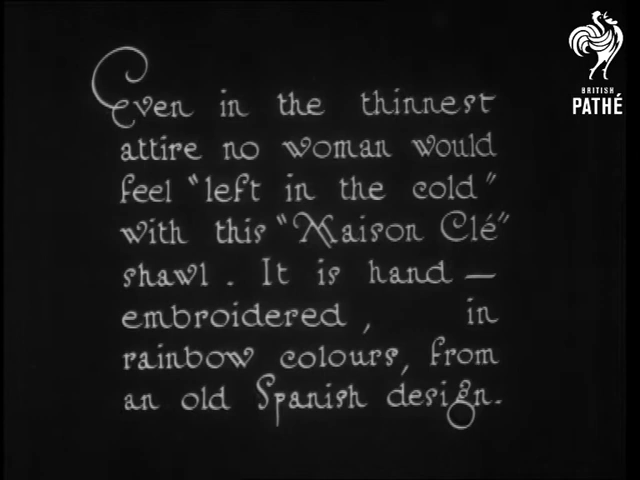 BRITISH
PATHÉ
Even in the thinnest
attire no woman would
feel "left in the cold"
with this "Maison Clé"
shawl. It is hand —
embroidered, in
rainbow colours, from
an old Spanish design.